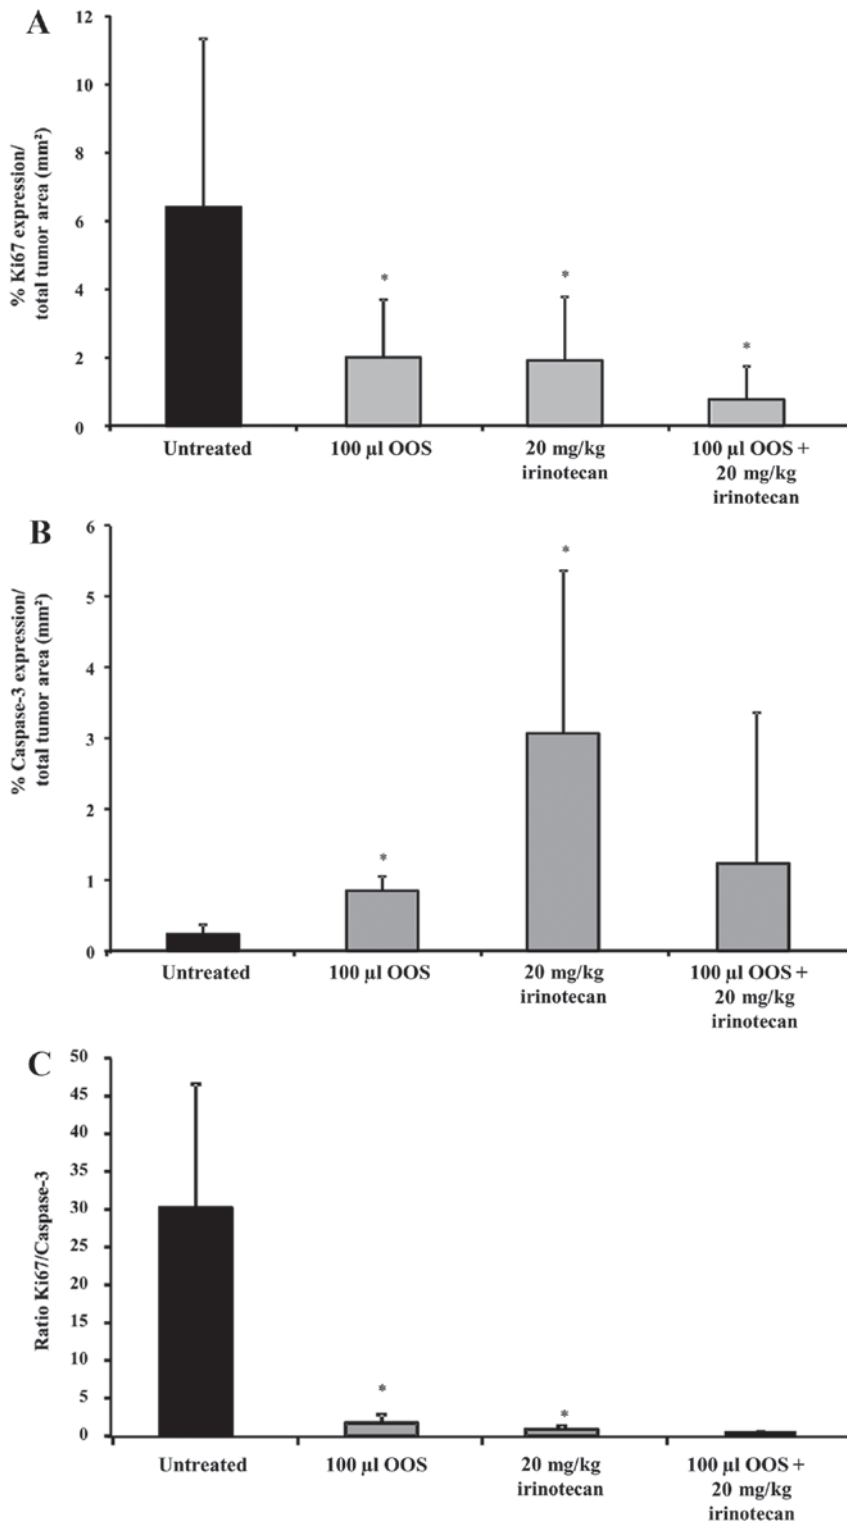 A
% Ki67 expression/
total tumor area (mm²)
12
10
8
6
4
2
0
*
*
*
Untreated
100 µl OOS
20 mg/kg
irinotecan
100 µl OOS +
20 mg/kg
irinotecan
B
% Caspase-3 expression/
total tumor area (mm²)
6
5
4
3
2
1
0
*
*
Untreated
100 µl OOS
20 mg/kg
irinotecan
100 µl OOS +
20 mg/kg
irinotecan
C
Ratio Ki67/Caspase-3
50
45
40
35
30
25
20
15
10
5
0
*
*
Untreated
100 µl OOS
20 mg/kg
irinotecan
100 µl OOS +
20 mg/kg
irinotecan